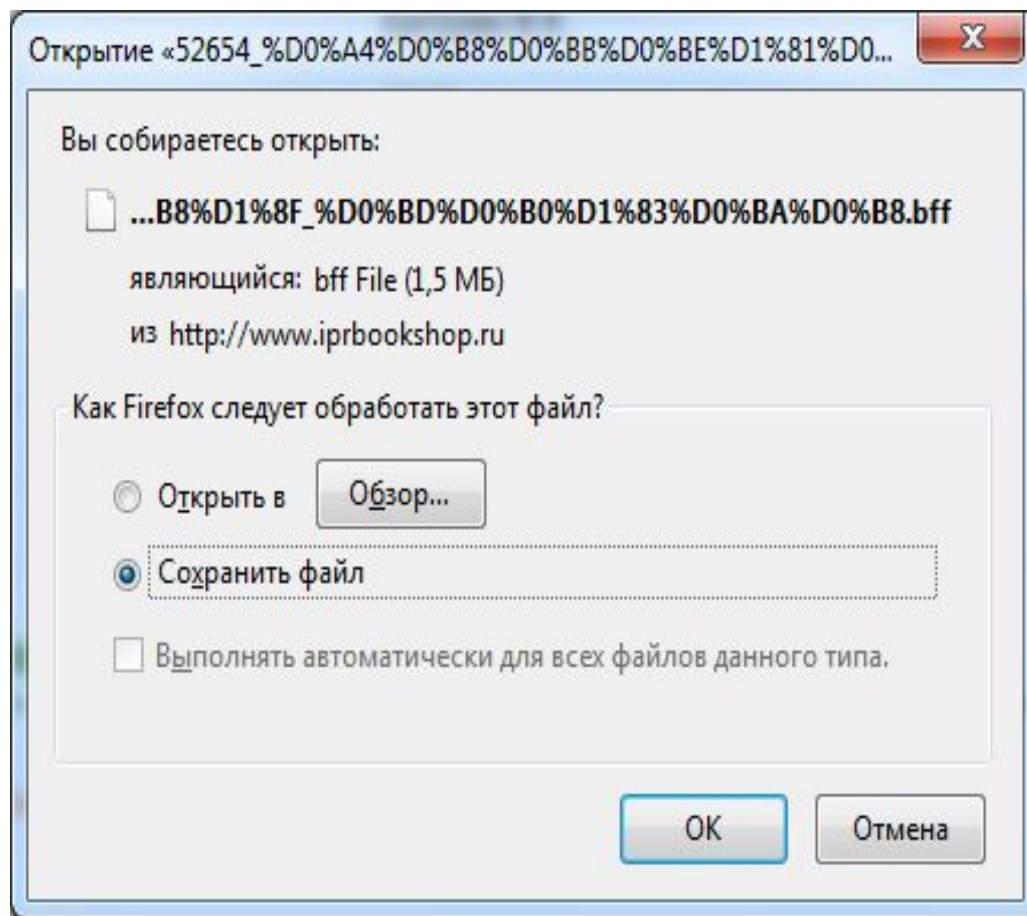 Открытие «52654_%D0%A4%D0%B8%D0%BB%D0%BE%D1%81%D0...
Вы собираетесь открыть:
...B8%D1%8F_%D0%BD%D0%B0%D1%83%D0%BA%D0%B8.bff
являющийся: bff File (1,5 МБ)
из http://www.iprbookshop.ru
Как Firefox следует обработать этот файл?
Открыть в Обзор...
Сохранить файл
Выполнять автоматически для всех файлов данного типа.
ОК Отмена